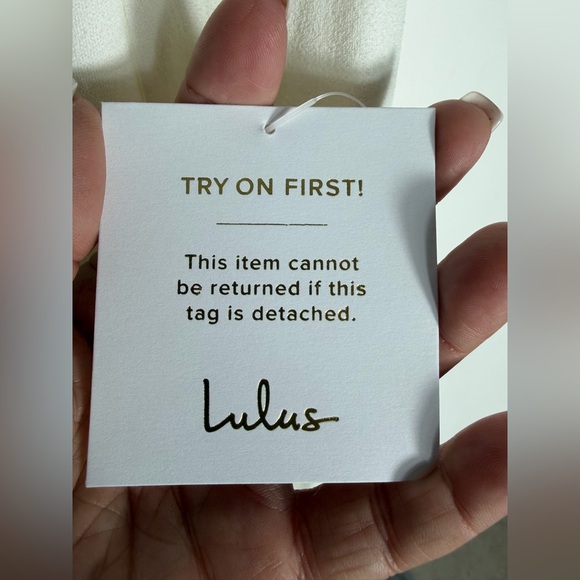 TRY ON FIRST!
This item cannot
be returned if this
tag is detached.
Lulus